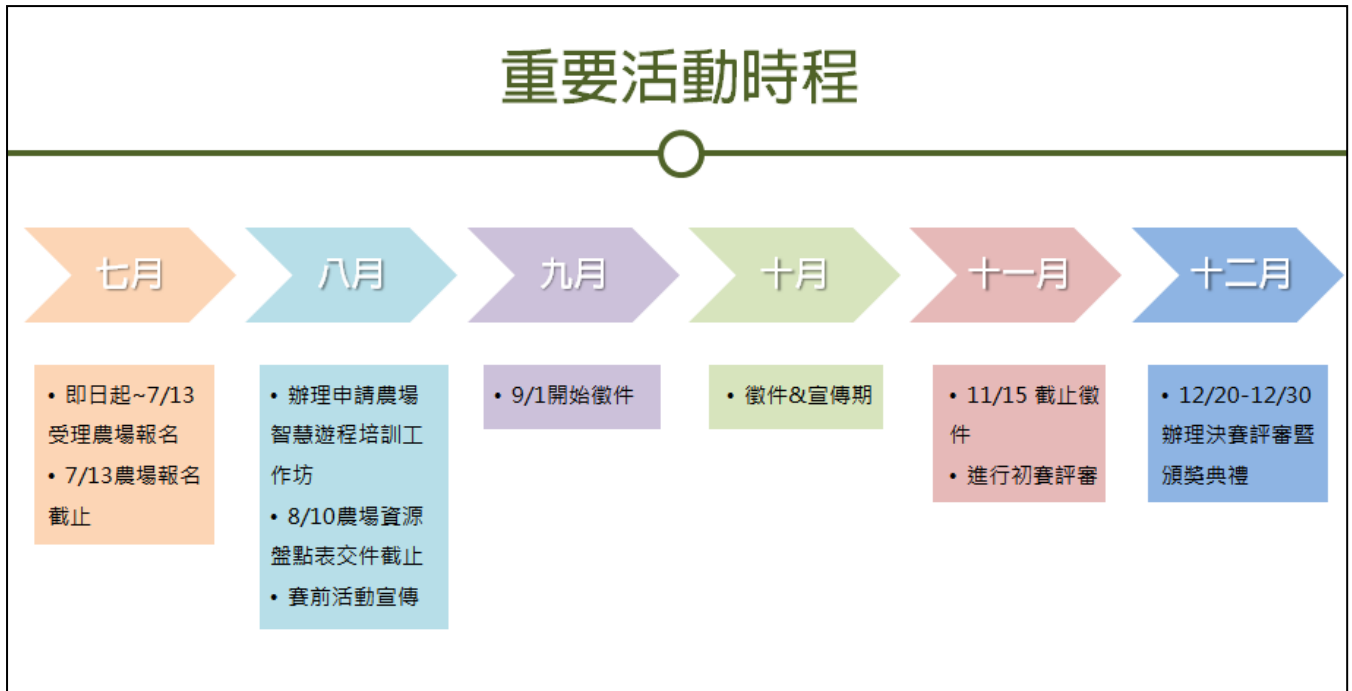 重要活動時程
七月
八月
九月
十月
十一月
十二月
• 即日起~7/13
受理農場報名
• 7/13農場報名
截止
• 辦理申請農場
智慧遊程培訓工
作坊
• 8/10農場資源
盤點表交件截止
• 賽前活動宣傳
• 9/1開始徵件
• 徵件&宣傳期
• 11/15 截止徵
件
• 進行初賽評審
• 12/20-12/30
辦理決賽評審暨
頒獎典禮